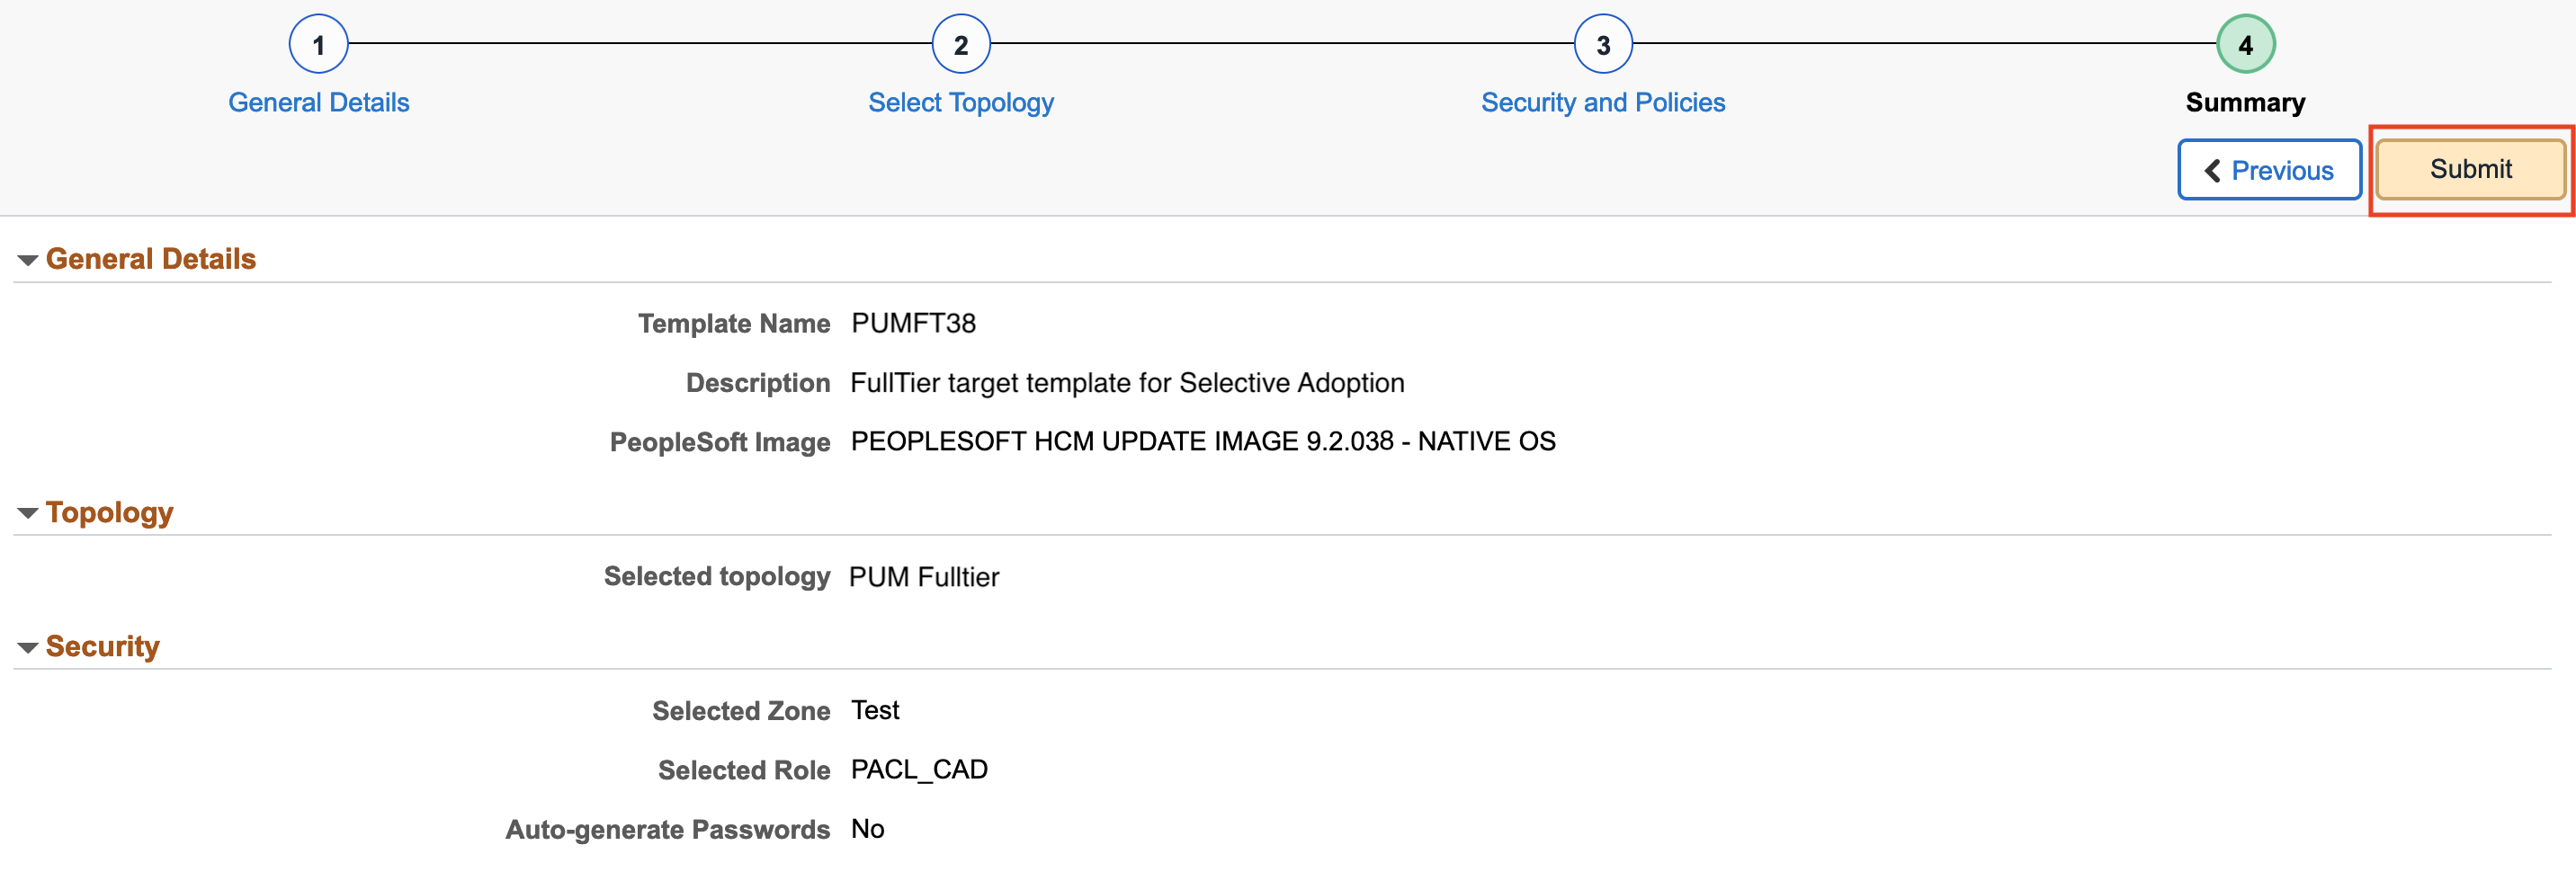 1 2 3 4
General Details Select Topology Security and Policies Summary
Previous Submit
General Details
Template Name PUMFT38
Description FullTier target template for Selective Adoption
PeopleSoft Image PEOPLESOFT HCM UPDATE IMAGE 9.2.038 - NATIVE OS
Topology
Selected topology PUM Fulltier
Security
Selected Zone Test
Selected Role PACL_CAD
Auto-generate Passwords No